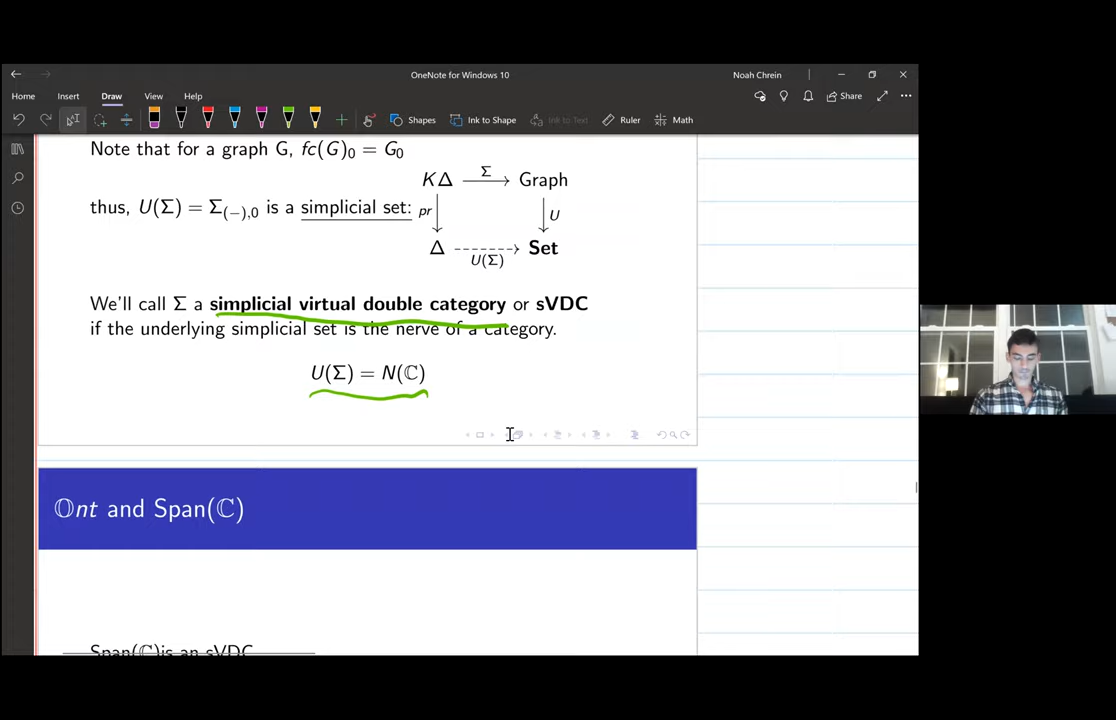 OneNote for Windows 10
Noah Chrein
Home Insert Draw View Help
Share
Shapes Ink to Shape Ink to Text Ruler Math
Note that for a graph G, fc(G)₀ = G₀
KΔ Σ Graph
thus, U(Σ) = Σ₍₋₎,₀ is a simplicial set: pr U
Δ U(Σ) Set
We'll call Σ a simplicial virtual double category or sVDC
if the underlying simplicial set is the nerve of a category.
U(Σ) = N(ℂ)
𝕆nt and Span(ℂ)
Span(ℂ)is an sVDC